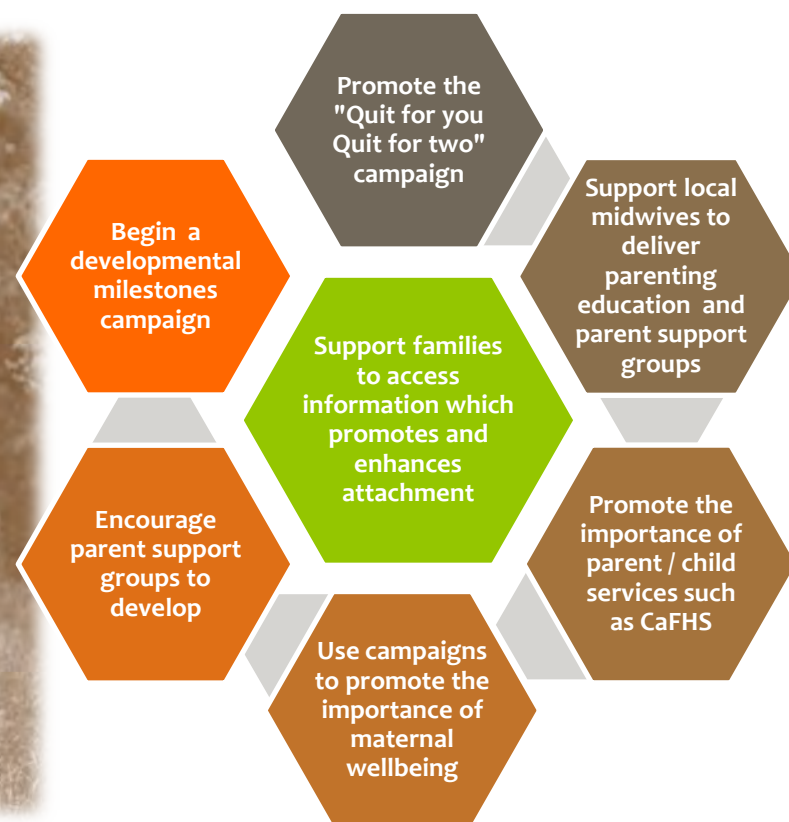 Promote the
"Quit for you
Quit for two"
campaign
Support local
midwives to
deliver
parenting
education and
parent support
groups
Promote the
importance of
parent / child
services such
as CaFHS
Use campaigns
to promote the
importance of
maternal
wellbeing
Encourage
parent support
groups to
develop
Begin a
developmental
milestones
campaign
Support families
to access
information which
promotes and
enhances
attachment